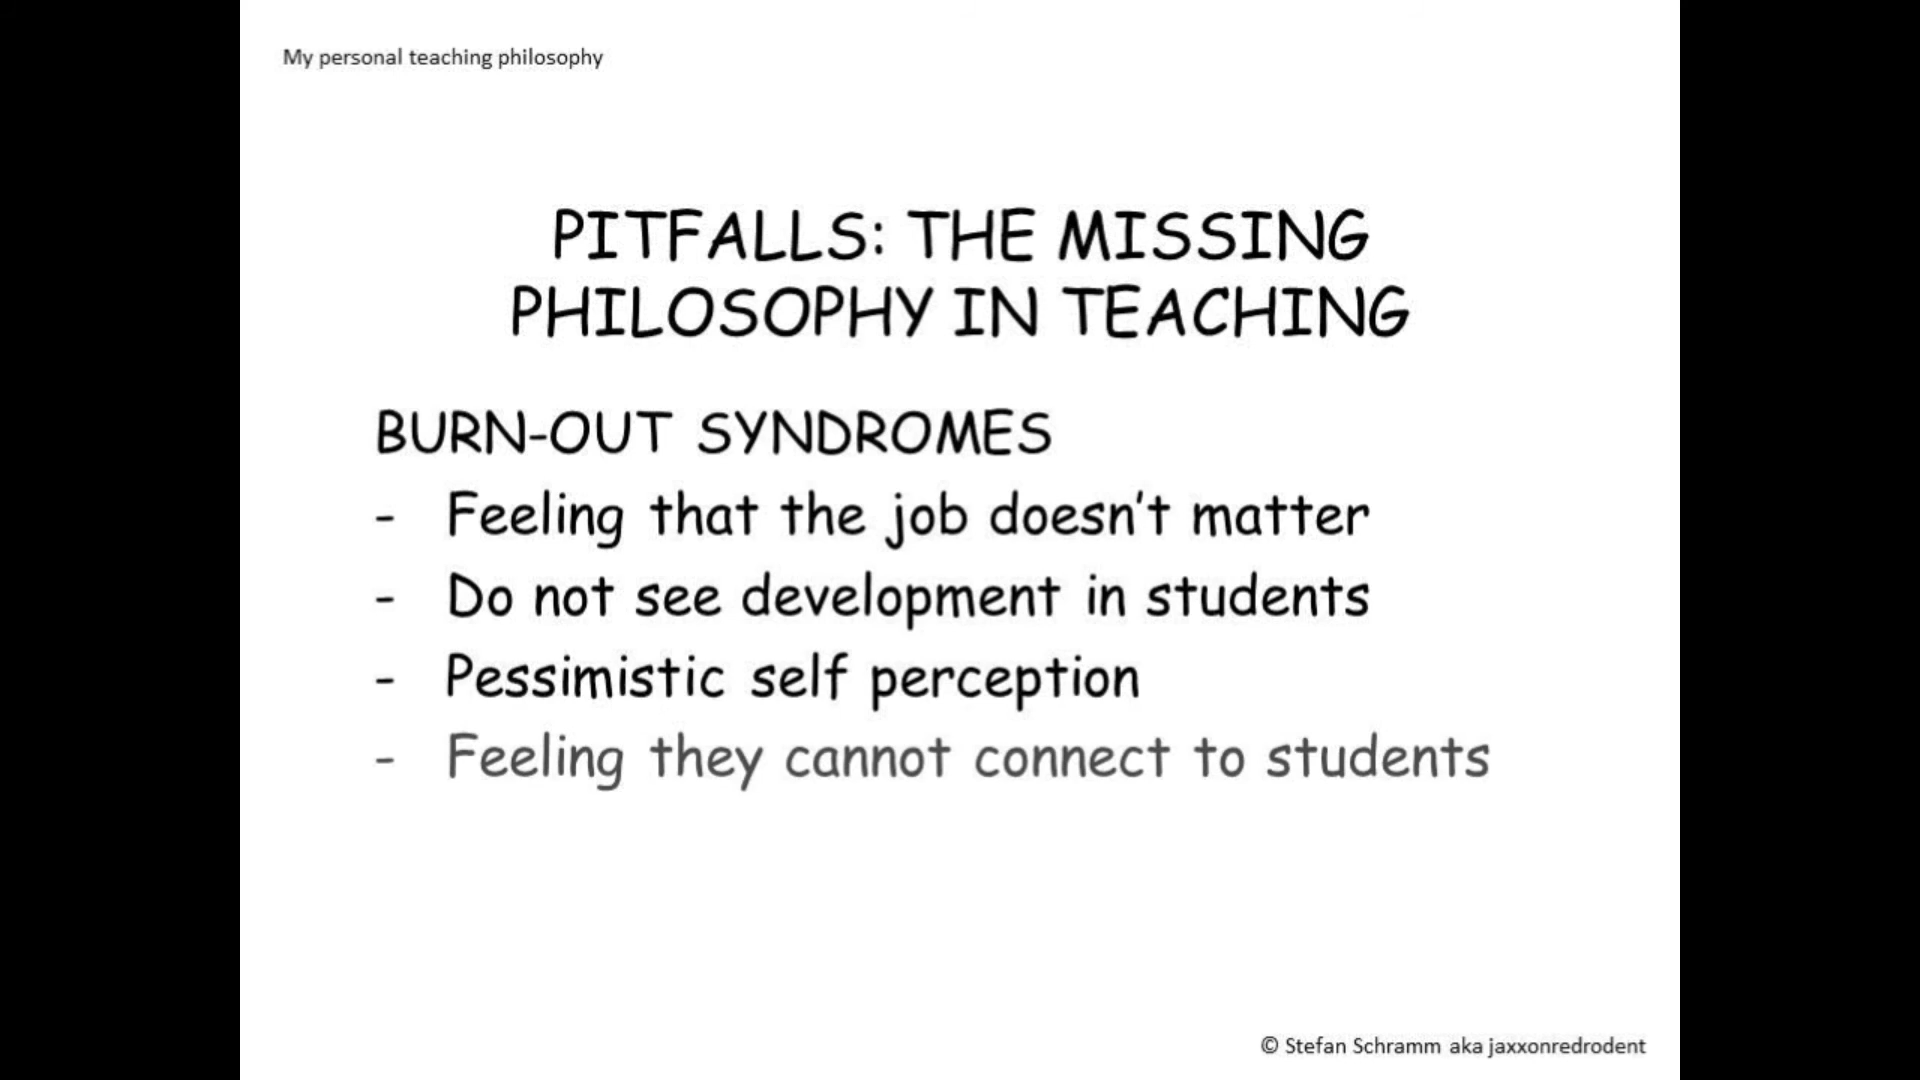 My personal teaching philosophy
PITFALLS: THE MISSING
PHILOSOPHY IN TEACHING
BURN-OUT SYNDROMES
- Feeling that the job doesn’t matter
- Do not see development in students
- Pessimistic self perception
- Feeling they cannot connect to students
© Stefan Schramm aka jaxxonredrodent